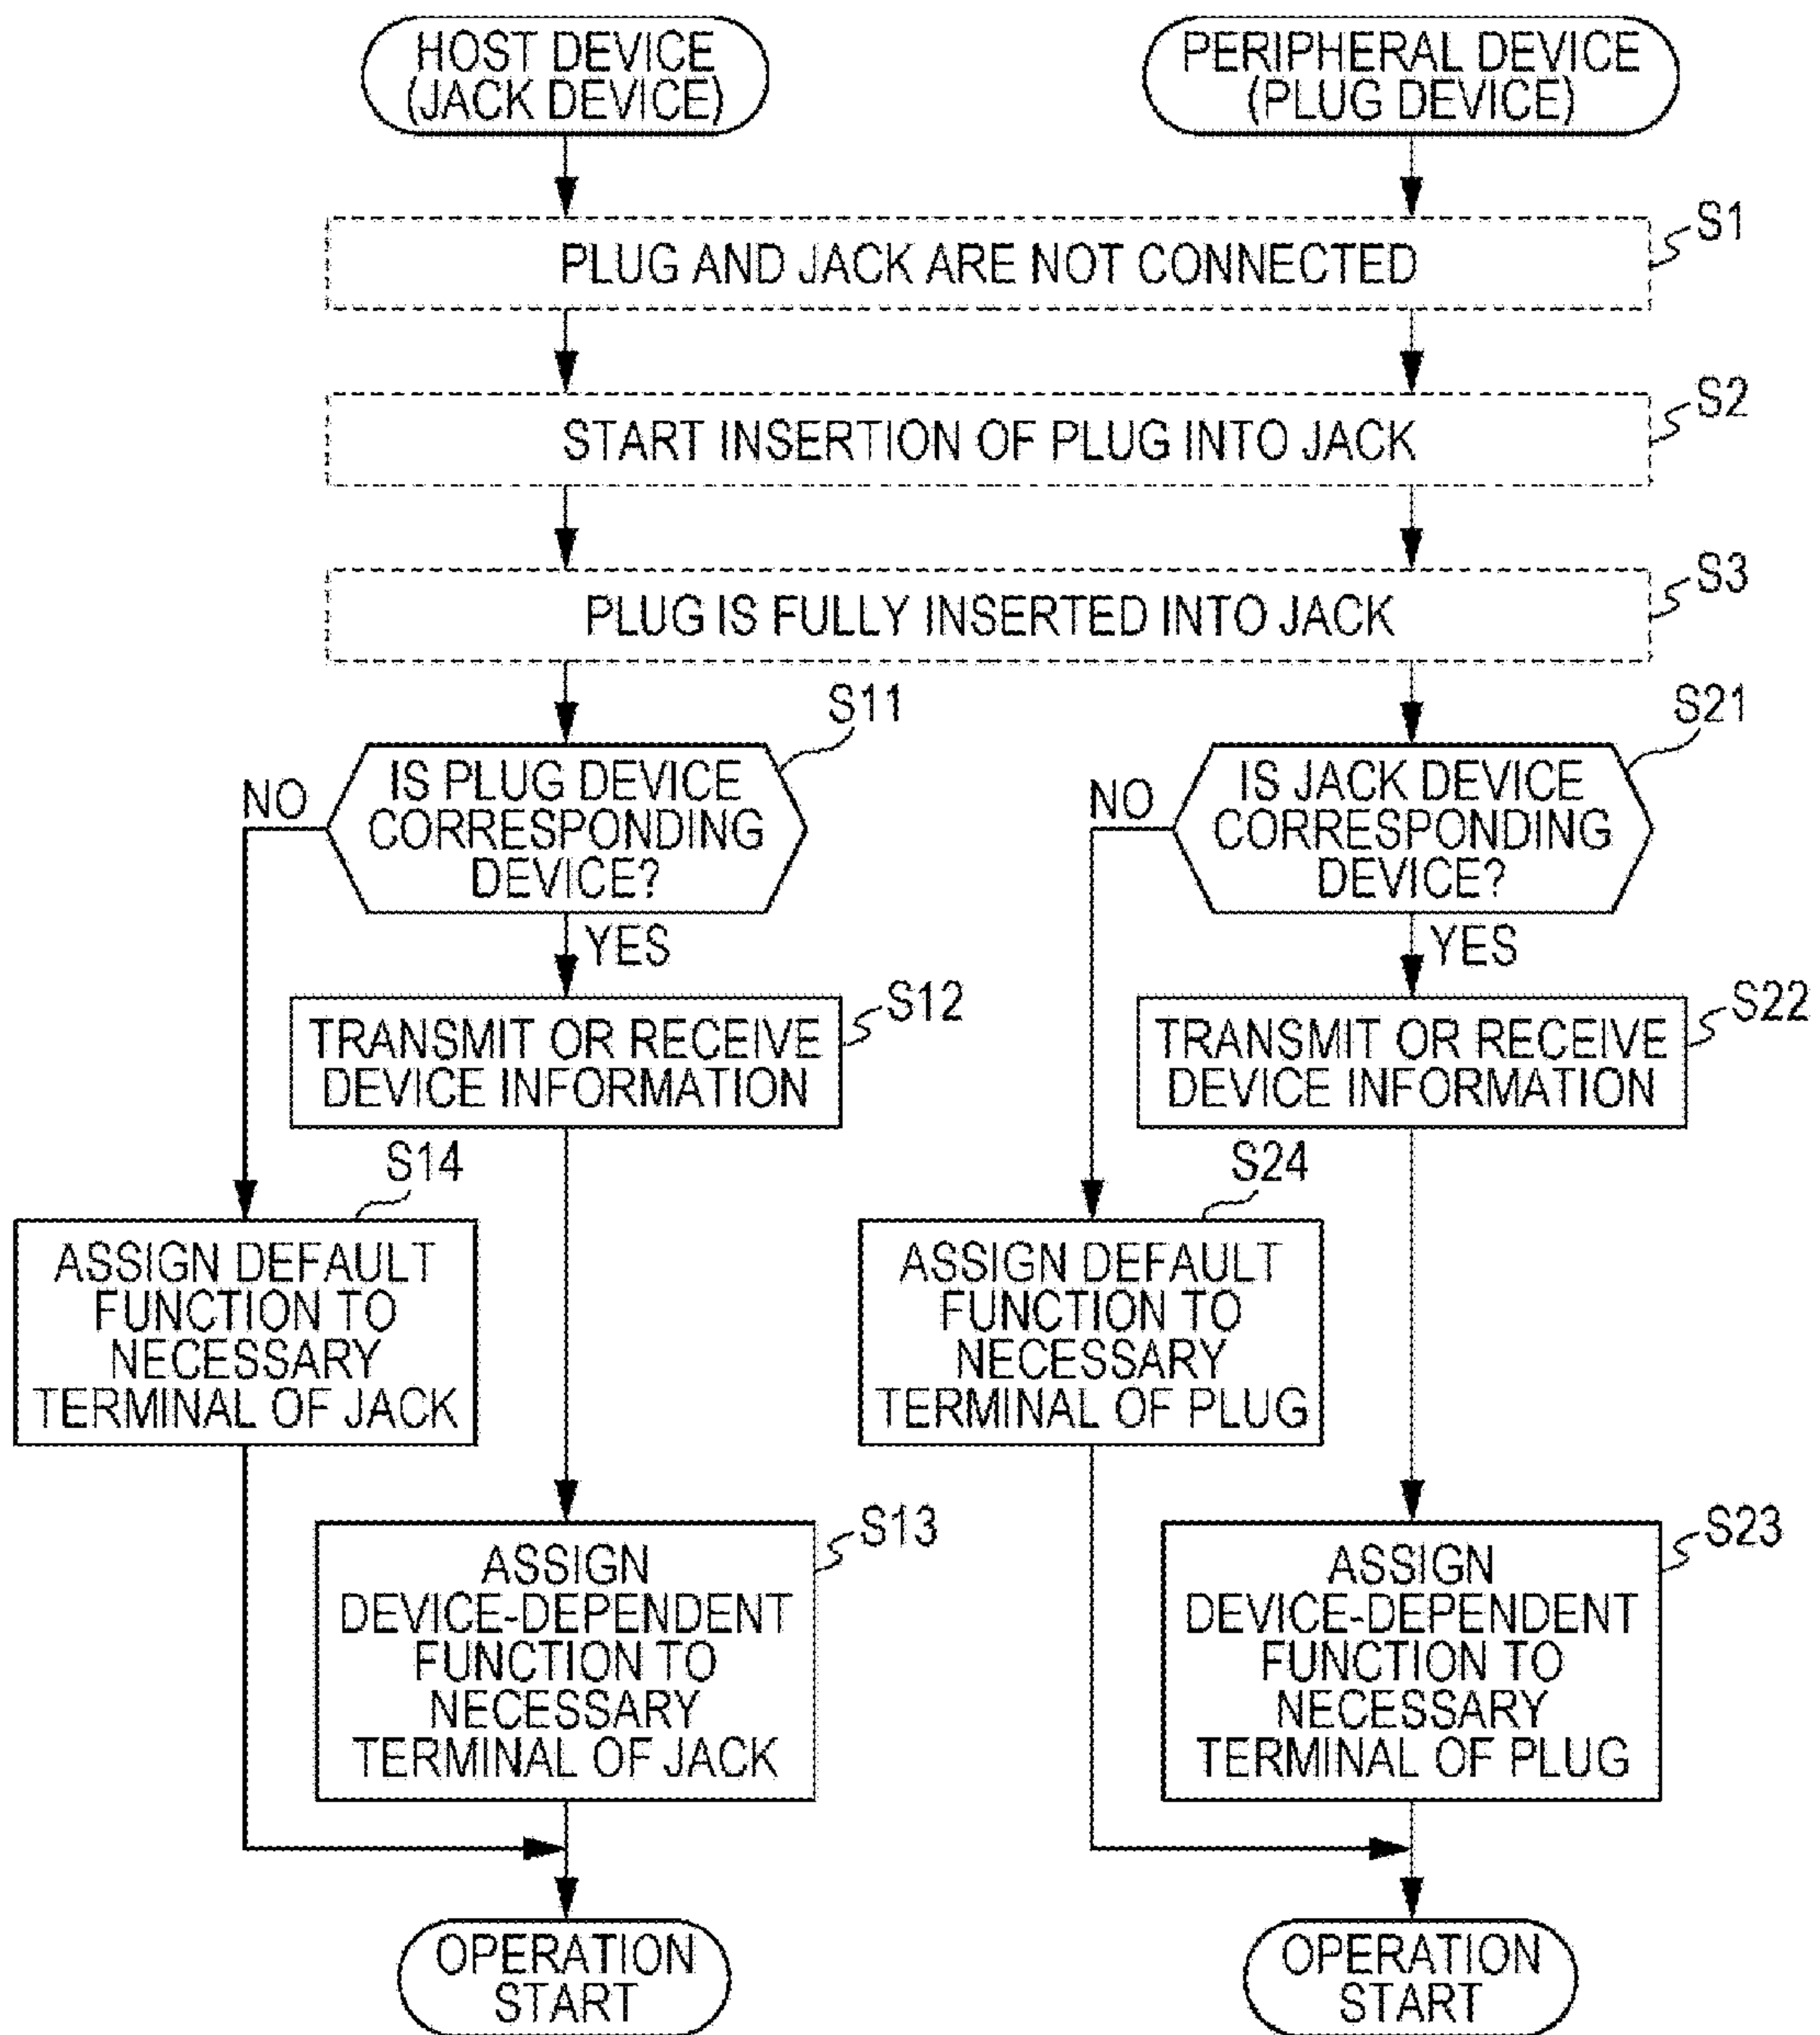 HOST DEVICE
(JACK DEVICE)
PERIPHERAL DEVICE
(PLUG DEVICE)
S1
PLUG AND JACK ARE NOT CONNECTED
S2
START INSERTION OF PLUG INTO JACK
S3
PLUG IS FULLY INSERTED INTO JACK
S11
IS PLUG DEVICE
CORRESPONDING
DEVICE?
NO
YES
S21
IS JACK DEVICE
CORRESPONDING
DEVICE?
NO
YES
S12
TRANSMIT OR RECEIVE
DEVICE INFORMATION
S22
TRANSMIT OR RECEIVE
DEVICE INFORMATION
S14
ASSIGN DEFAULT
FUNCTION TO
NECESSARY
TERMINAL OF JACK
S24
ASSIGN DEFAULT
FUNCTION TO
NECESSARY
TERMINAL OF PLUG
S13
ASSIGN
DEVICE-DEPENDENT
FUNCTION TO
NECESSARY
TERMINAL OF JACK
S23
ASSIGN
DEVICE-DEPENDENT
FUNCTION TO
NECESSARY
TERMINAL OF PLUG
OPERATION
START
OPERATION
START